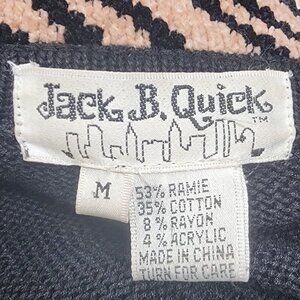 Jack B. Quick
TM
M
53% RAMIE
35% COTTON
8% RAYON
4% ACRYLIC
MADE IN CHINA
TURN FOR CARE